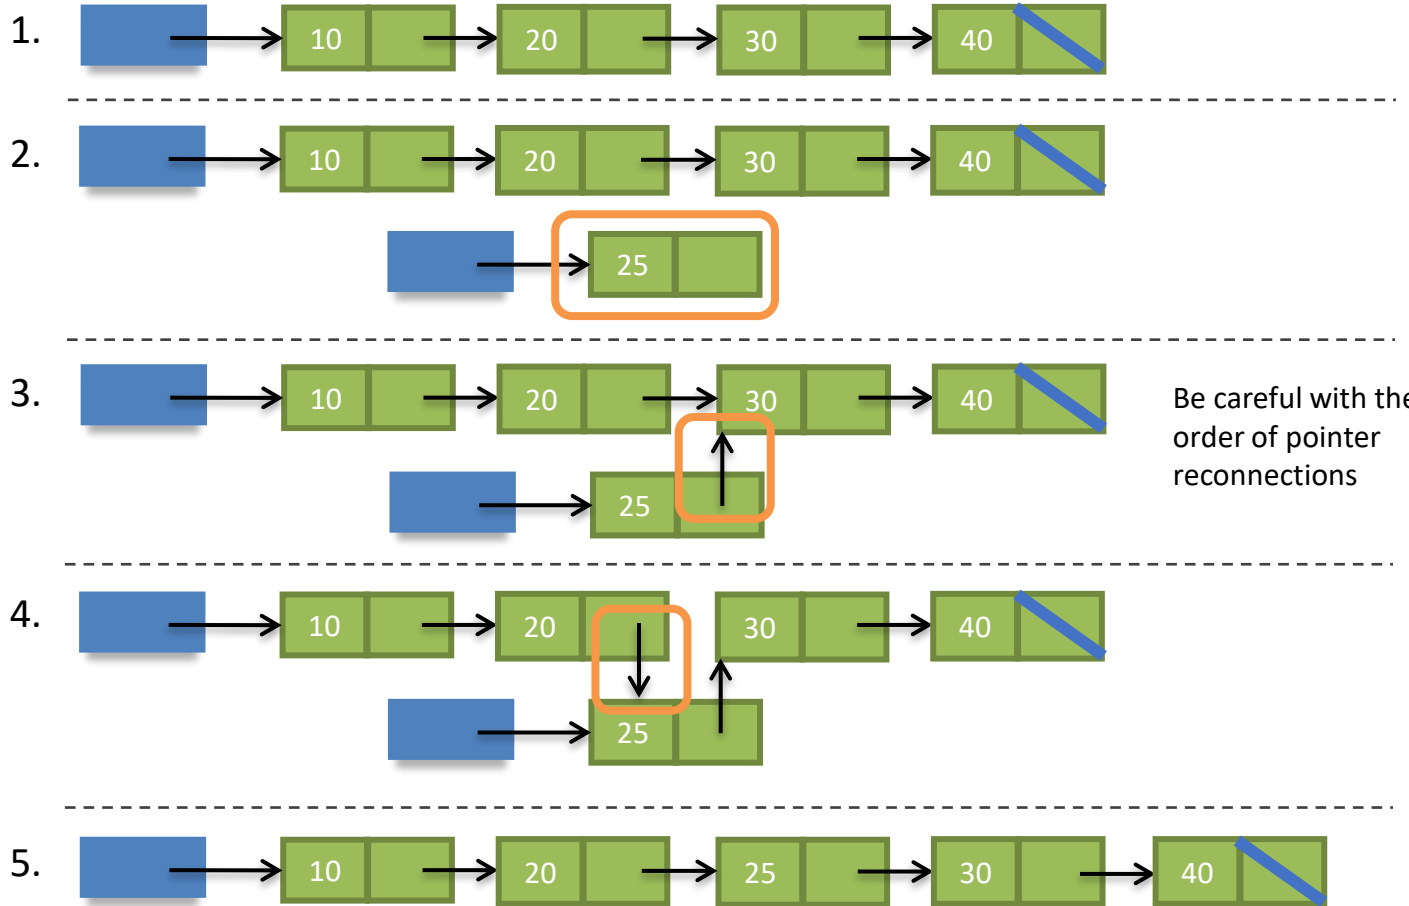 1. 10 20 30 40
2. 10 20 30 40
25
3. 10 20 30 40
Be careful with the
order of pointer
reconnections
25
4. 10 20 30 40
25
5. 10 20 25 30 40